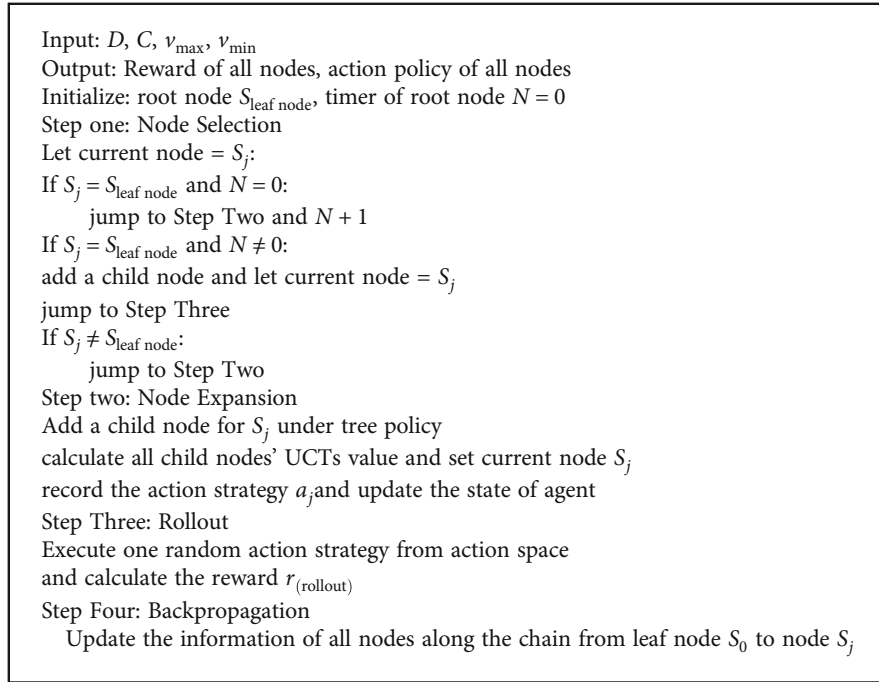 Input: D, C, v_max, v_min
Output: Reward of all nodes, action policy of all nodes
Initialize: root node S_leaf node, timer of root node N = 0
Step one: Node Selection
Let current node = S_j:
If S_j = S_leaf node and N = 0:
jump to Step Two and N + 1
If S_j = S_leaf node and N ≠ 0:
add a child node and let current node = S_j
jump to Step Three
If S_j ≠ S_leaf node:
jump to Step Two
Step two: Node Expansion
Add a child node for S_j under tree policy
calculate all child nodes' UCTs value and set current node S_j
record the action strategy a_j and update the state of agent
Step Three: Rollout
Execute one random action strategy from action space
and calculate the reward r_(rollout)
Step Four: Backpropagation
Update the information of all nodes along the chain from leaf node S_0 to node S_j